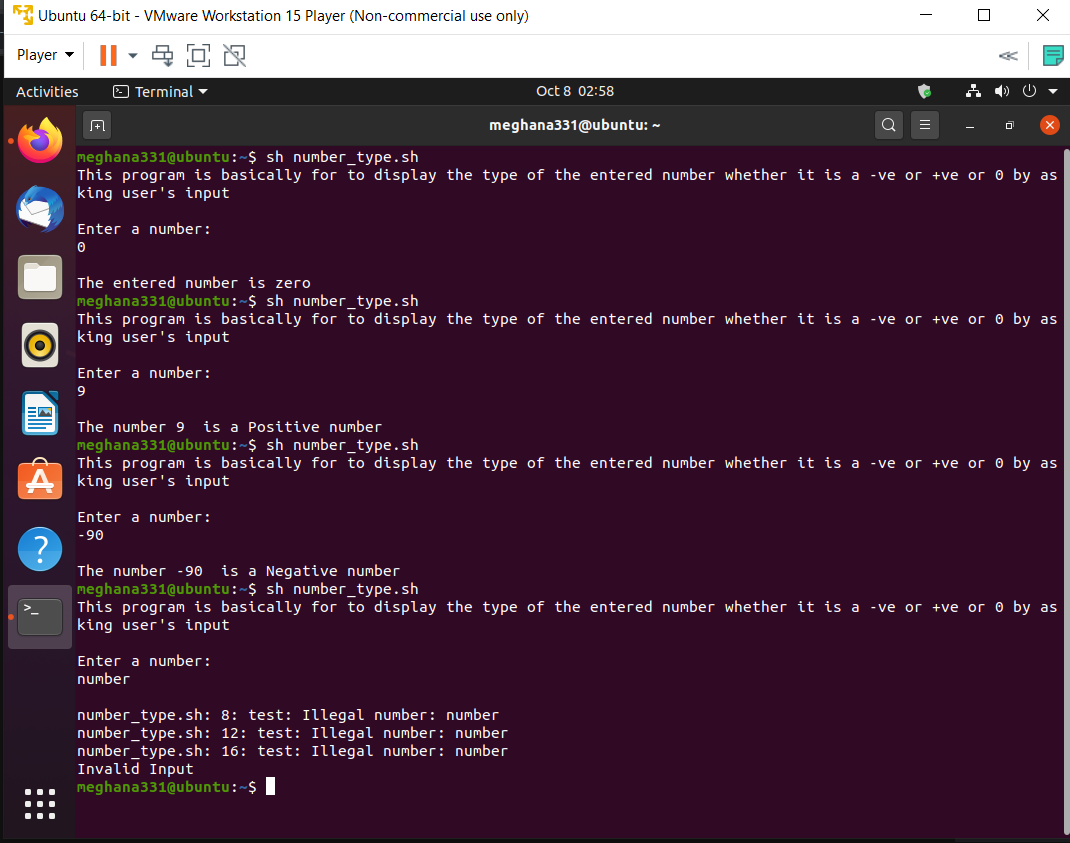 Ubuntu 64-bit - VMware Workstation 15 Player (Non-commercial use only)
Player
Activities
Terminal
Oct 8 02:58
meghana331@ubuntu: ~
meghana331@ubuntu:~$ sh number_type.sh
This program is basically for to display the type of the entered number whether it is a -ve or +ve or 0 by as
king user's input
Enter a number:
0
The entered number is zero
meghana331@ubuntu:~$ sh number_type.sh
This program is basically for to display the type of the entered number whether it is a -ve or +ve or 0 by as
king user's input
Enter a number:
9
The number 9  is a Positive number
meghana331@ubuntu:~$ sh number_type.sh
This program is basically for to display the type of the entered number whether it is a -ve or +ve or 0 by as
king user's input
Enter a number:
-90
The number -90  is a Negative number
meghana331@ubuntu:~$ sh number_type.sh
This program is basically for to display the type of the entered number whether it is a -ve or +ve or 0 by as
king user's input
Enter a number:
number
number_type.sh: 8: test: Illegal number: number
number_type.sh: 12: test: Illegal number: number
number_type.sh: 16: test: Illegal number: number
Invalid Input
meghana331@ubuntu:~$